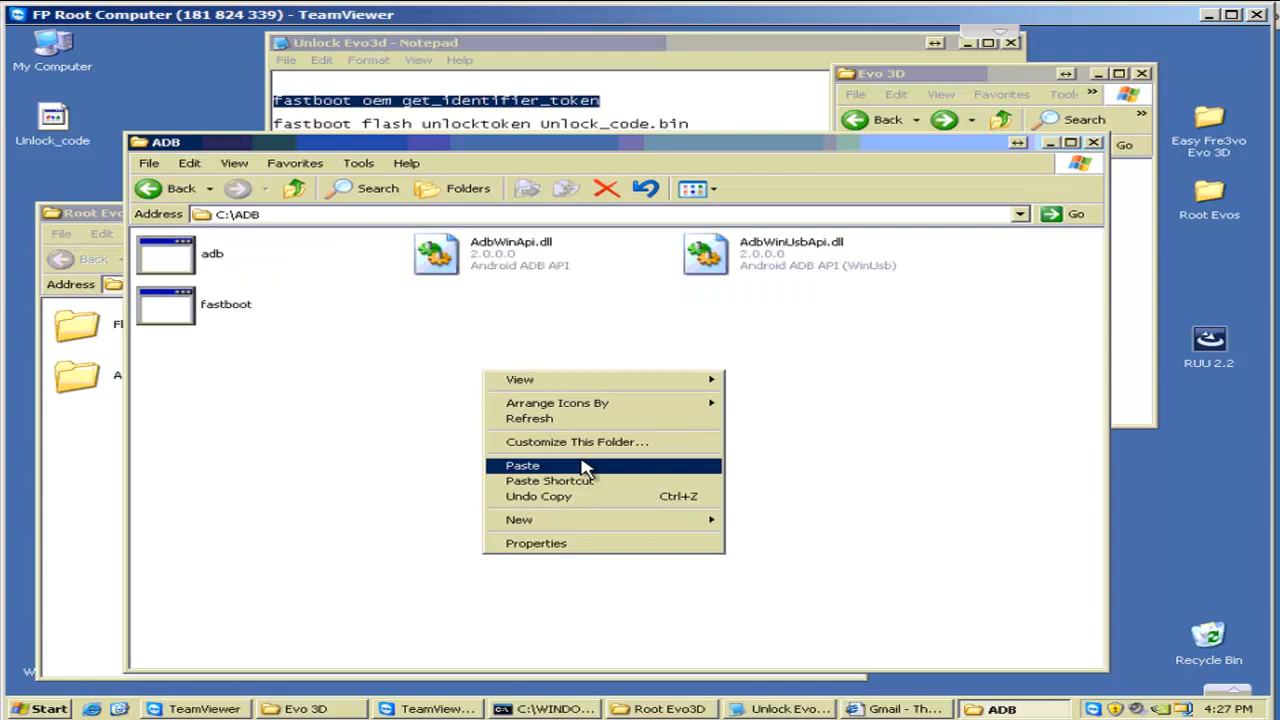 FP Root Computer (181 824 339) - TeamViewer
My Computer
Unlock_code
Unlock Evo3d - Notepad
File Edit Format View Help
fastboot oem get_identifier_token
fastboot flash unlocktoken Unlock_code.bin
Evo 3D
File Edit View Favorites Tools »
Back Search »
Go
Easy Fre3vo
Evo 3D
Root Evos
RUU 2.2
Recycle Bin
Root Evo
File Edit
Back
Address
ADB
File Edit View Favorites Tools Help
Back Search Folders
Address C:\ADB Go
adb
AdbWinApi.dll
2.0.0.0
Android ADB API
AdbWinUsbApi.dll
2.0.0.0
Android ADB API (WinUsb)
fastboot
View
Arrange Icons By
Refresh
Customize This Folder...
Paste
Paste Shortcut
Undo Copy Ctrl+Z
New
Properties
Start TeamViewer Evo 3D TeamView... C:\WINDO... Root Evo3D Unlock Evo... Gmail - Th... ADB 4:27 PM